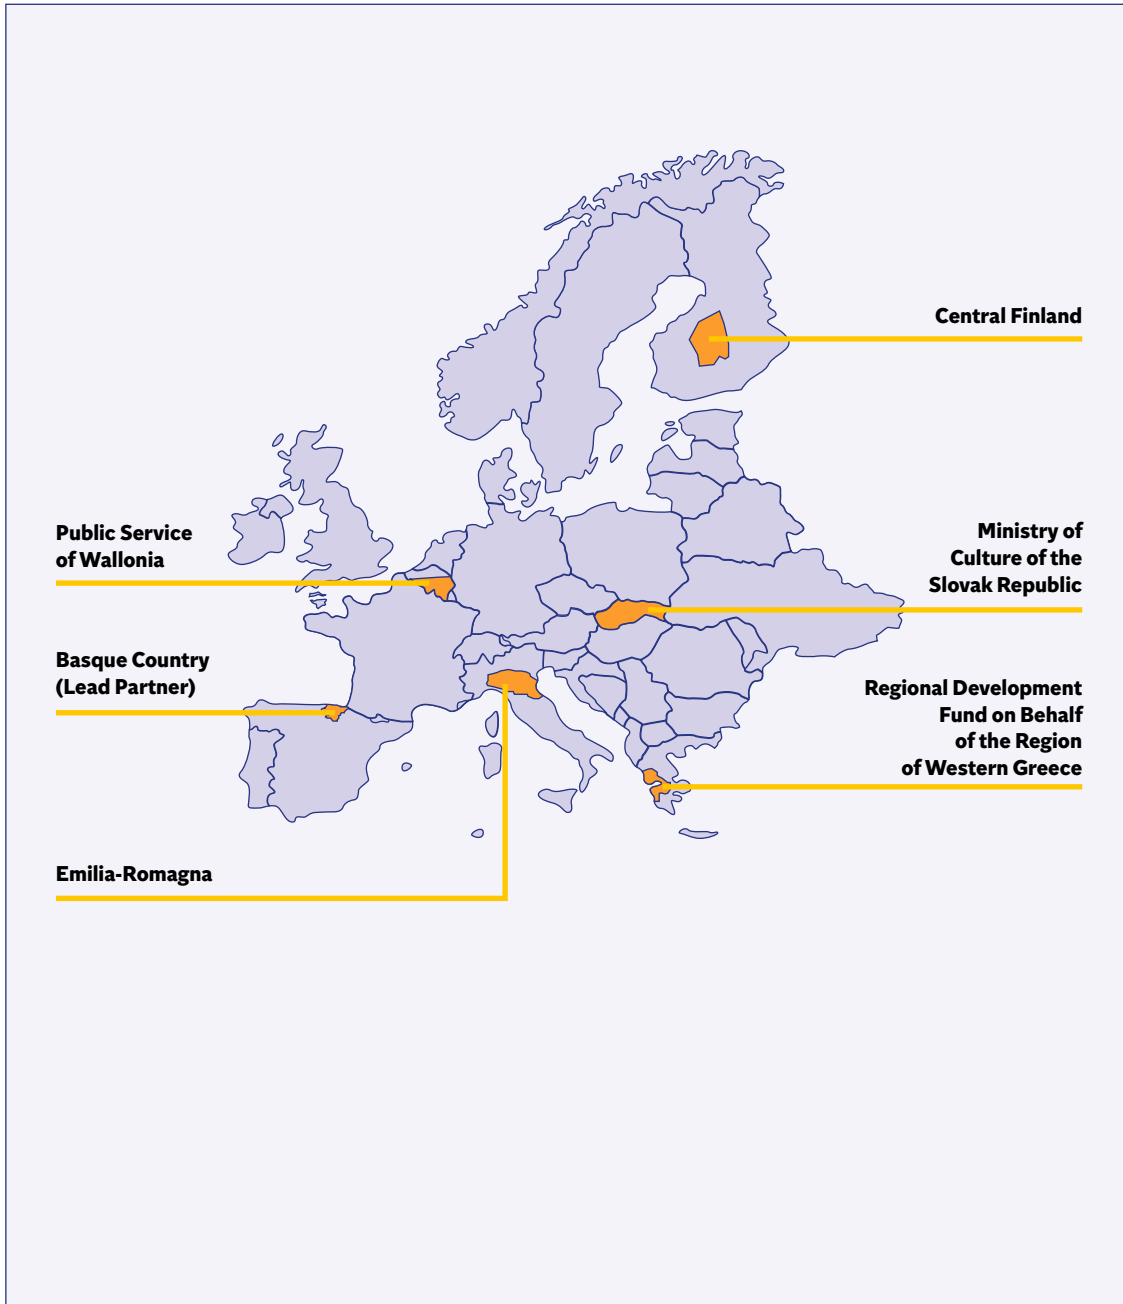 Central Finland
Public Service
of Wallonia
Ministry of
Culture of the
Slovak Republic
Basque Country
(Lead Partner)
Regional Development
Fund on Behalf
of the Region
of Western Greece
Emilia-Romagna